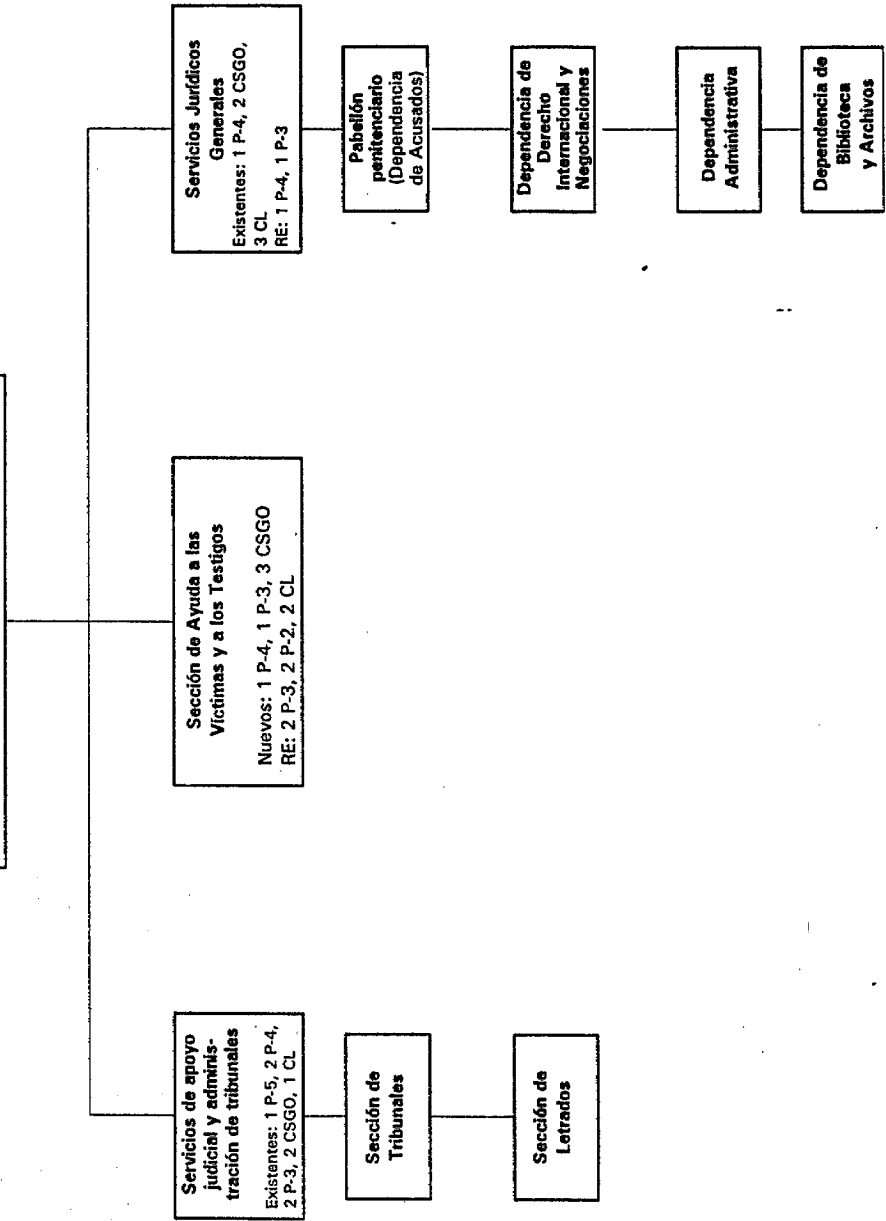 Servicios de apoyo
judicial y adminis-
tración de tribunales
Existentes: 1 P-5, 2 P-4,
2 P-3, 2 CSGO, 1 CL
Sección de
Tribunales
Sección de
Letrados
Sección de Ayuda a las
Víctimas y a los Testigos
Nuevos: 1 P-4, 1 P-3, 3 CSGO
RE: 2 P-3, 2 P-2, 2 CL
Servicios Jurídicos
Generales
Existentes: 1 P-4, 2 CSGO,
3 CL
RE: 1 P-4, 1 P-3
Pabellón
penitenciario
(Dependencia
de Acusados)
Dependencia de
Derecho
Internacional y
Negociaciones
Dependencia
Administrativa
Dependencia de
Biblioteca
y Archivos